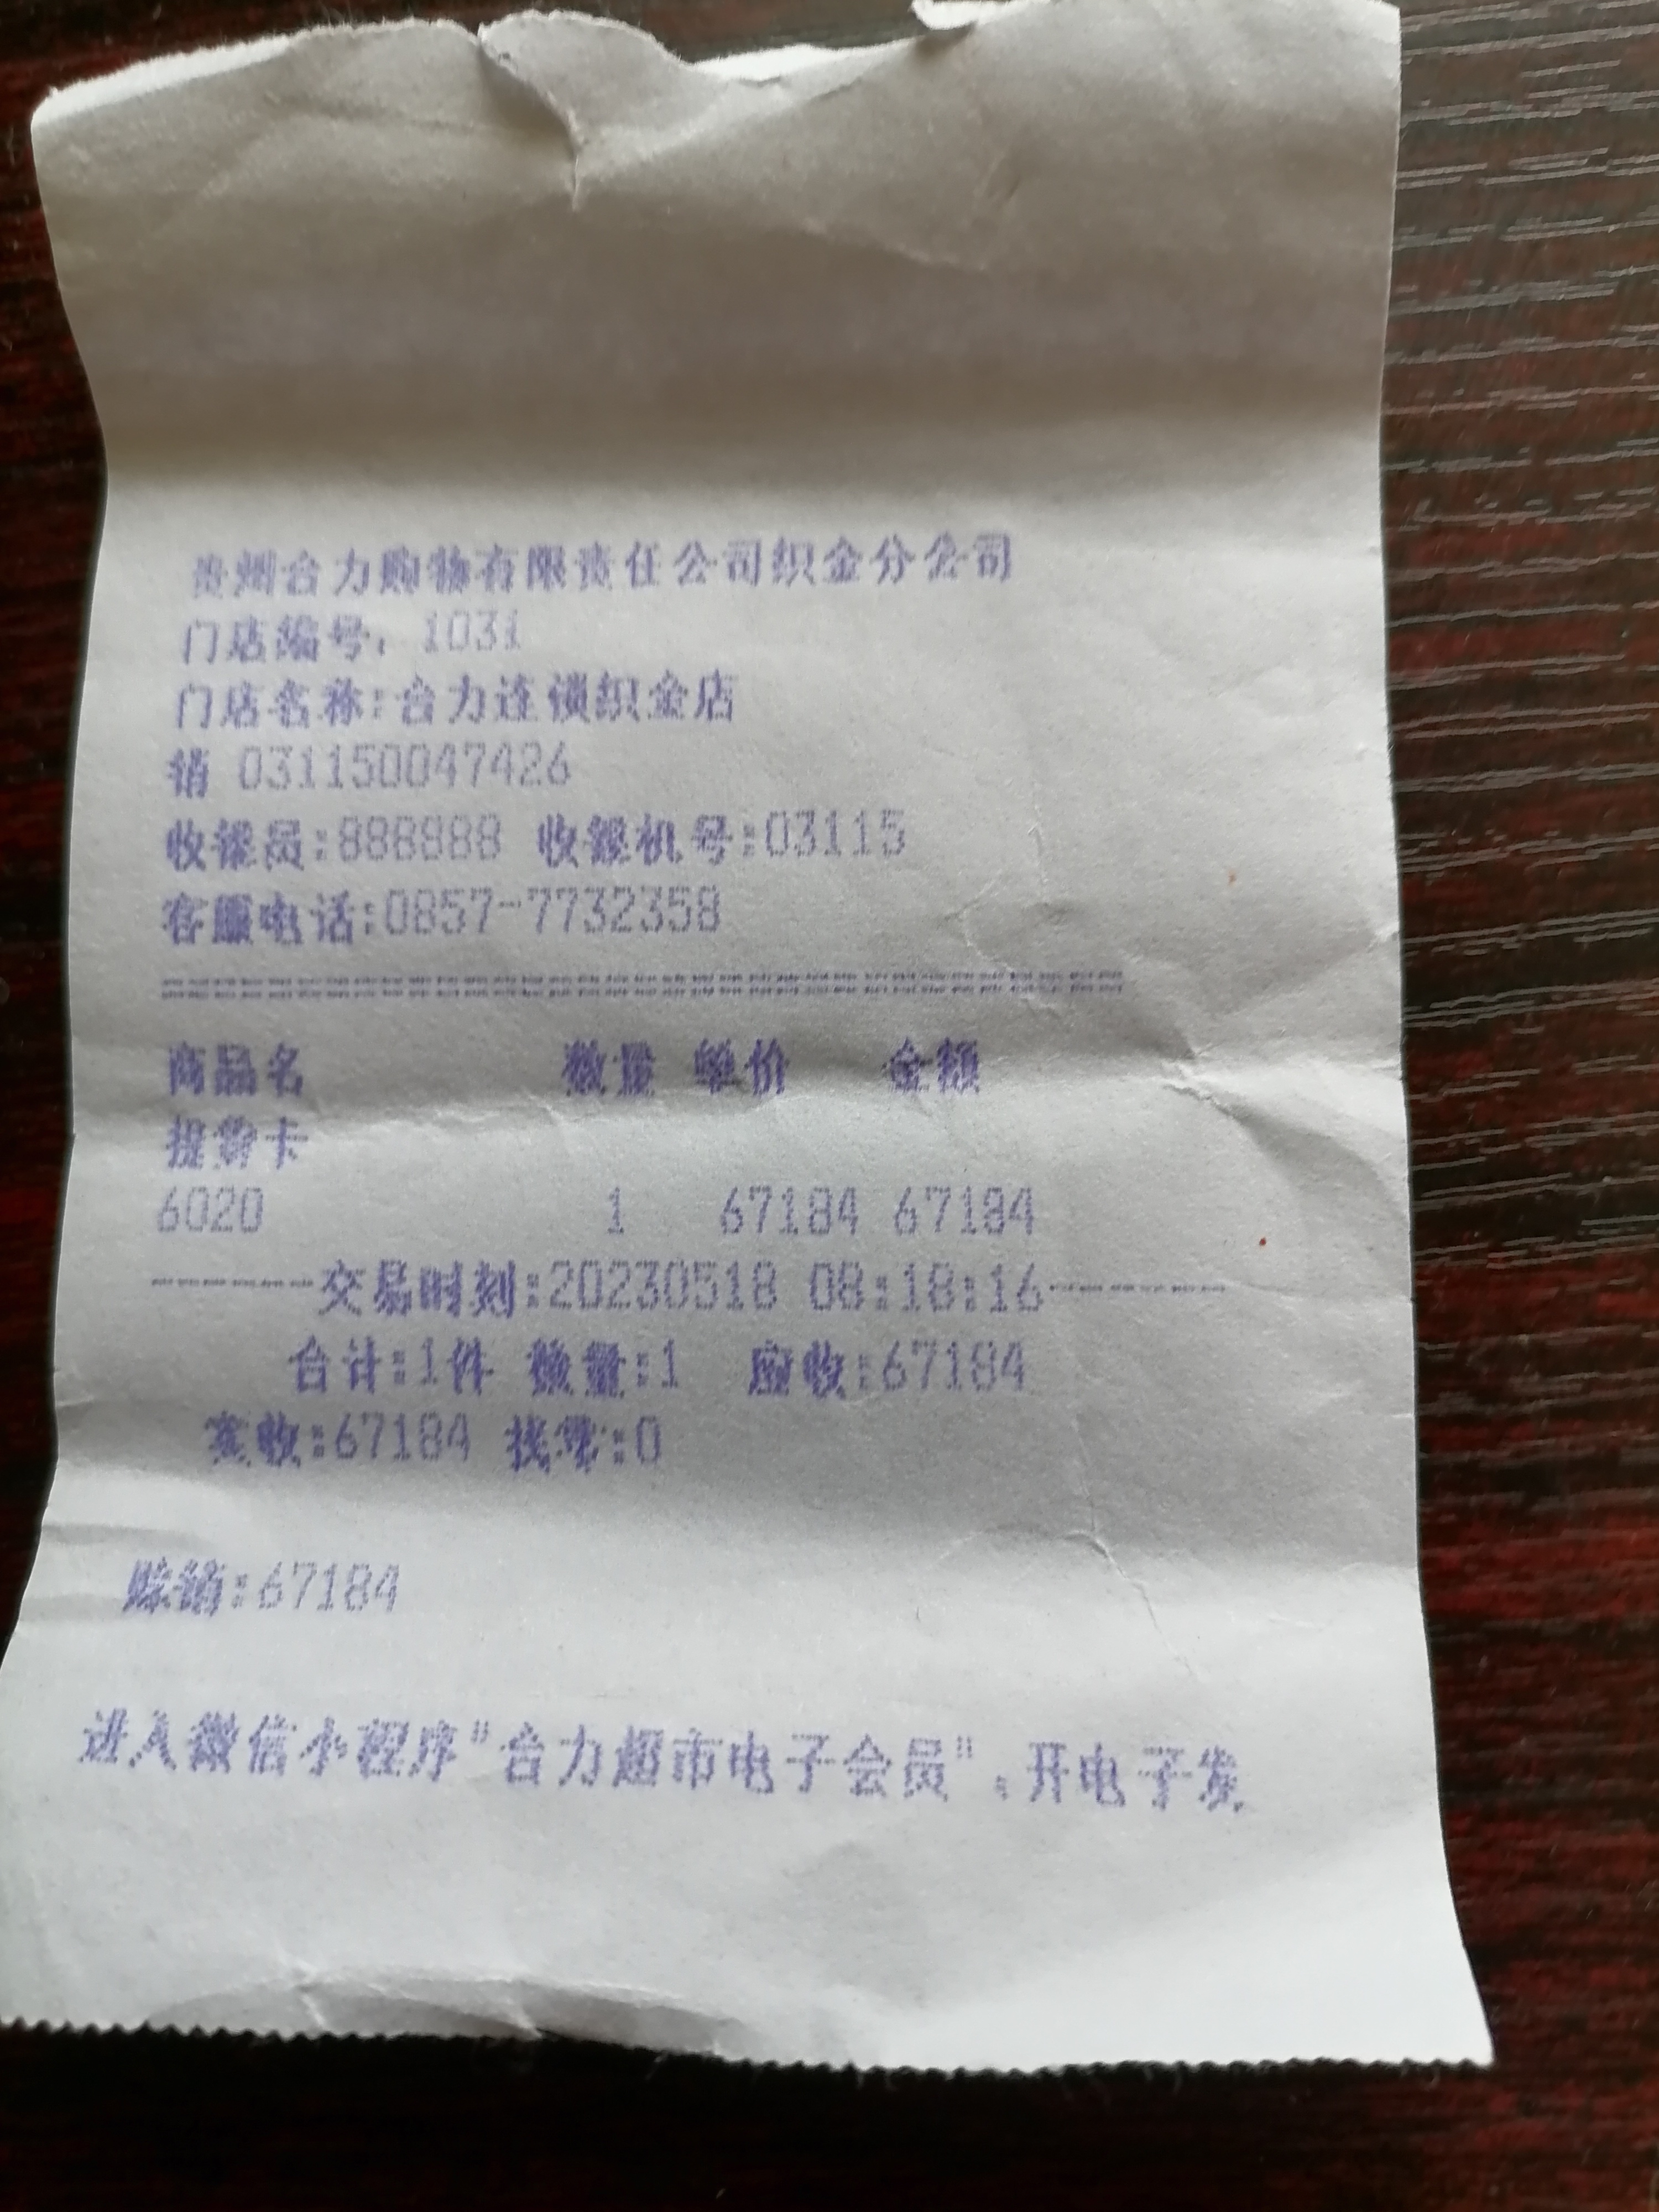 贵州合力购物有限责任公司织金分公司
门店编号: 1031
门店名称:合力连锁织金店
销 031150047426
收银员:888888 收银机号:03115
客服电话:0857-7732358
========================================
商品名 数量 单价 金额
提货卡
6020 1 67184 67184
-------交易时刻:20230518 08:18:16-------
合计:1件 数量:1 应收:67184
实收:67184 找零:0
赊销:67184
进入微信小程序"合力超市电子会员",开电子发